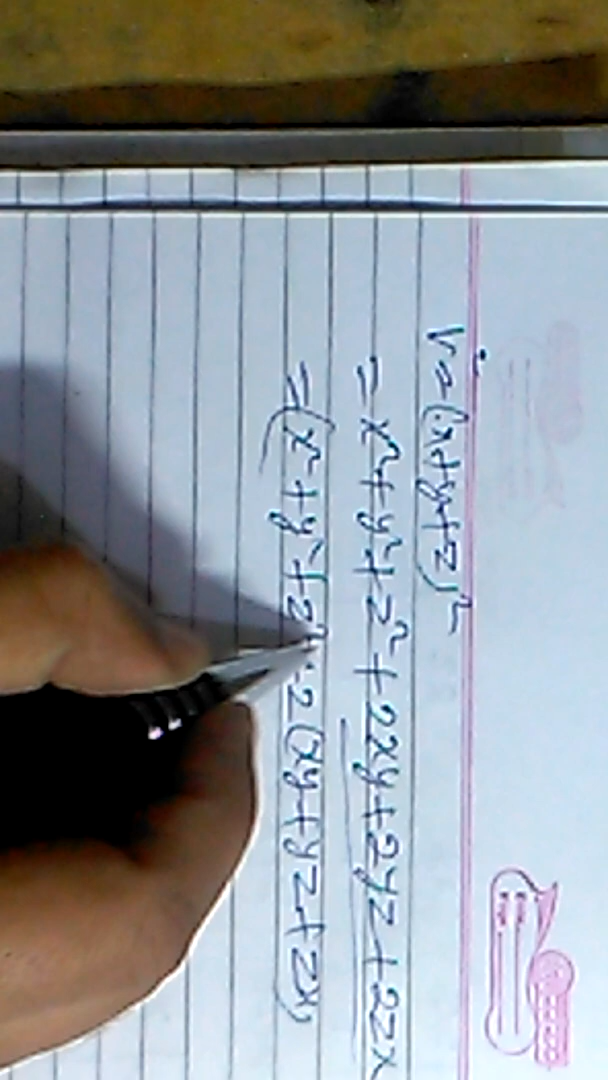 V = (x+y+z)²
= x²+y²+z²+2xy+2yz+2zx
=(x²+y²+z²+2(xy+yz+zx)